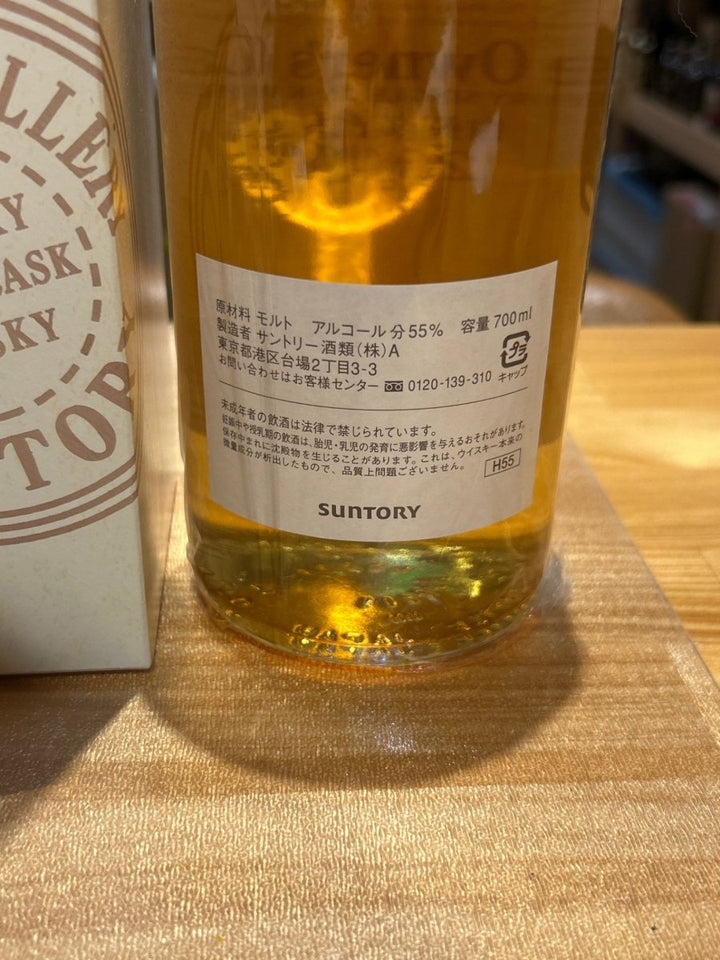 LLER
RY
CASK
SKY
TOR
Owner's
原材料 モルト アルコール分55% 容量700ml
製造者 サントリー酒類(株)A
東京都港区台場2丁目3-3
お問い合わせはお客様センター 0120-139-310 キャップ
プラ
未成年者の飲酒は法律で禁じられています。
妊娠中や授乳期の飲酒は、胎児・乳児の発育に悪影響を与えるおそれがあります。
保存中まれに沈殿物を生じることがあります。これは、ウイスキー本来の
微量成分が析出したもので、品質上問題ございません。
H55
SUNTORY